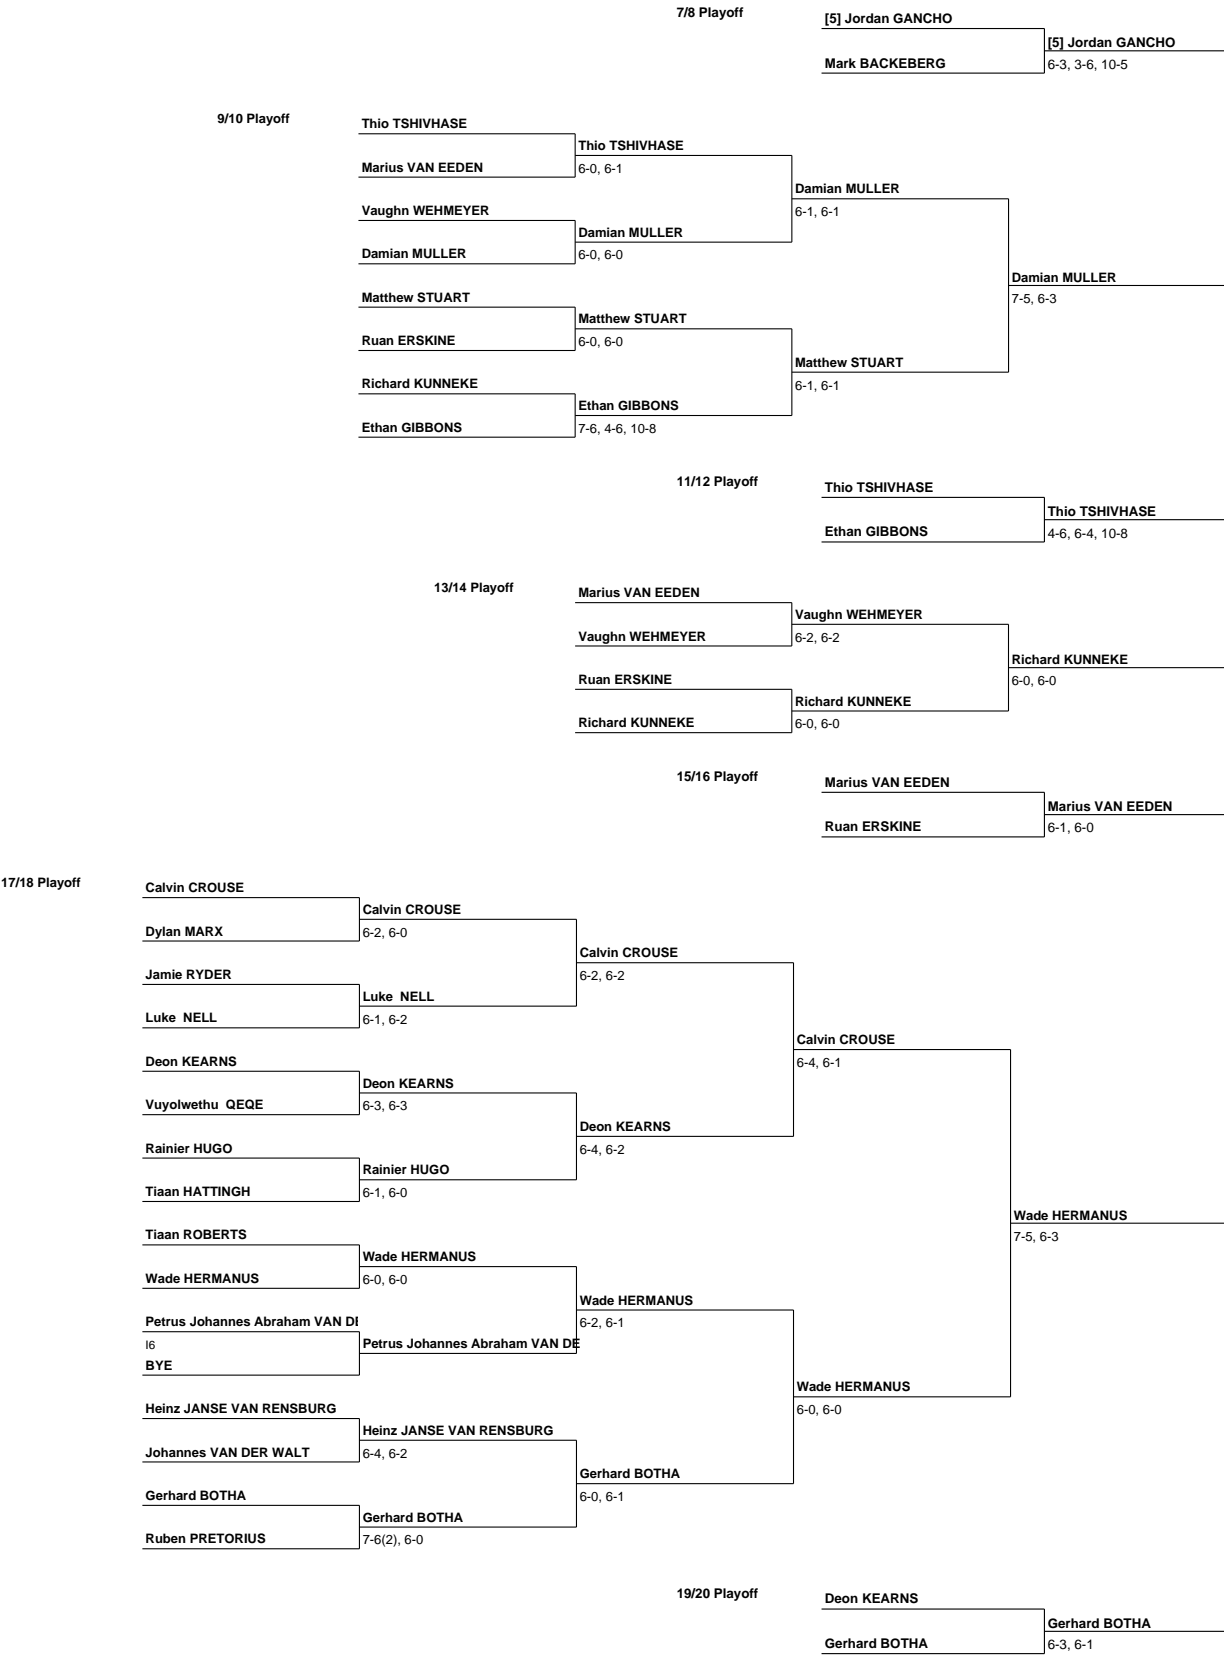 7/8 Playoff
[5] Jordan GANCHO
[5] Jordan GANCHO
Mark BACKEBERG
6-3, 3-6, 10-5
9/10 Playoff
Thio TSHIVHASE
Thio TSHIVHASE
Marius VAN EEDEN
6-0, 6-1
Damian MULLER
Vaughn WEHMEYER
6-1, 6-1
Damian MULLER
Damian MULLER
6-0, 6-0
Damian MULLER
Matthew STUART
7-5, 6-3
Matthew STUART
Ruan ERSKINE
6-0, 6-0
Matthew STUART
Richard KUNNEKE
6-1, 6-1
Ethan GIBBONS
Ethan GIBBONS
7-6, 4-6, 10-8
11/12 Playoff
Thio TSHIVHASE
Thio TSHIVHASE
Ethan GIBBONS
4-6, 6-4, 10-8
13/14 Playoff
Marius VAN EEDEN
Vaughn WEHMEYER
Vaughn WEHMEYER
6-2, 6-2
Richard KUNNEKE
Ruan ERSKINE
6-0, 6-0
Richard KUNNEKE
Richard KUNNEKE
6-0, 6-0
15/16 Playoff
Marius VAN EEDEN
Marius VAN EEDEN
Ruan ERSKINE
6-1, 6-0
17/18 Playoff
Calvin CROUSE
Calvin CROUSE
Dylan MARX
6-2, 6-0
Calvin CROUSE
Jamie RYDER
6-2, 6-2
Luke  NELL
Luke  NELL
6-1, 6-2
Calvin CROUSE
Deon KEARNS
6-4, 6-1
Deon KEARNS
Vuyolwethu  QEQE
6-3, 6-3
Deon KEARNS
Rainier HUGO
6-4, 6-2
Rainier HUGO
Tiaan HATTINGH
6-1, 6-0
Wade HERMANUS
Tiaan ROBERTS
7-5, 6-3
Wade HERMANUS
Wade HERMANUS
6-0, 6-0
Wade HERMANUS
Petrus Johannes Abraham VAN DE
6-2, 6-1
I6
Petrus Johannes Abraham VAN DE
BYE
Wade HERMANUS
Heinz JANSE VAN RENSBURG
6-0, 6-0
Heinz JANSE VAN RENSBURG
Johannes VAN DER WALT
6-4, 6-2
Gerhard BOTHA
Gerhard BOTHA
6-0, 6-1
Gerhard BOTHA
Ruben PRETORIUS
7-6(2), 6-0
19/20 Playoff
Deon KEARNS
Gerhard BOTHA
Gerhard BOTHA
6-3, 6-1